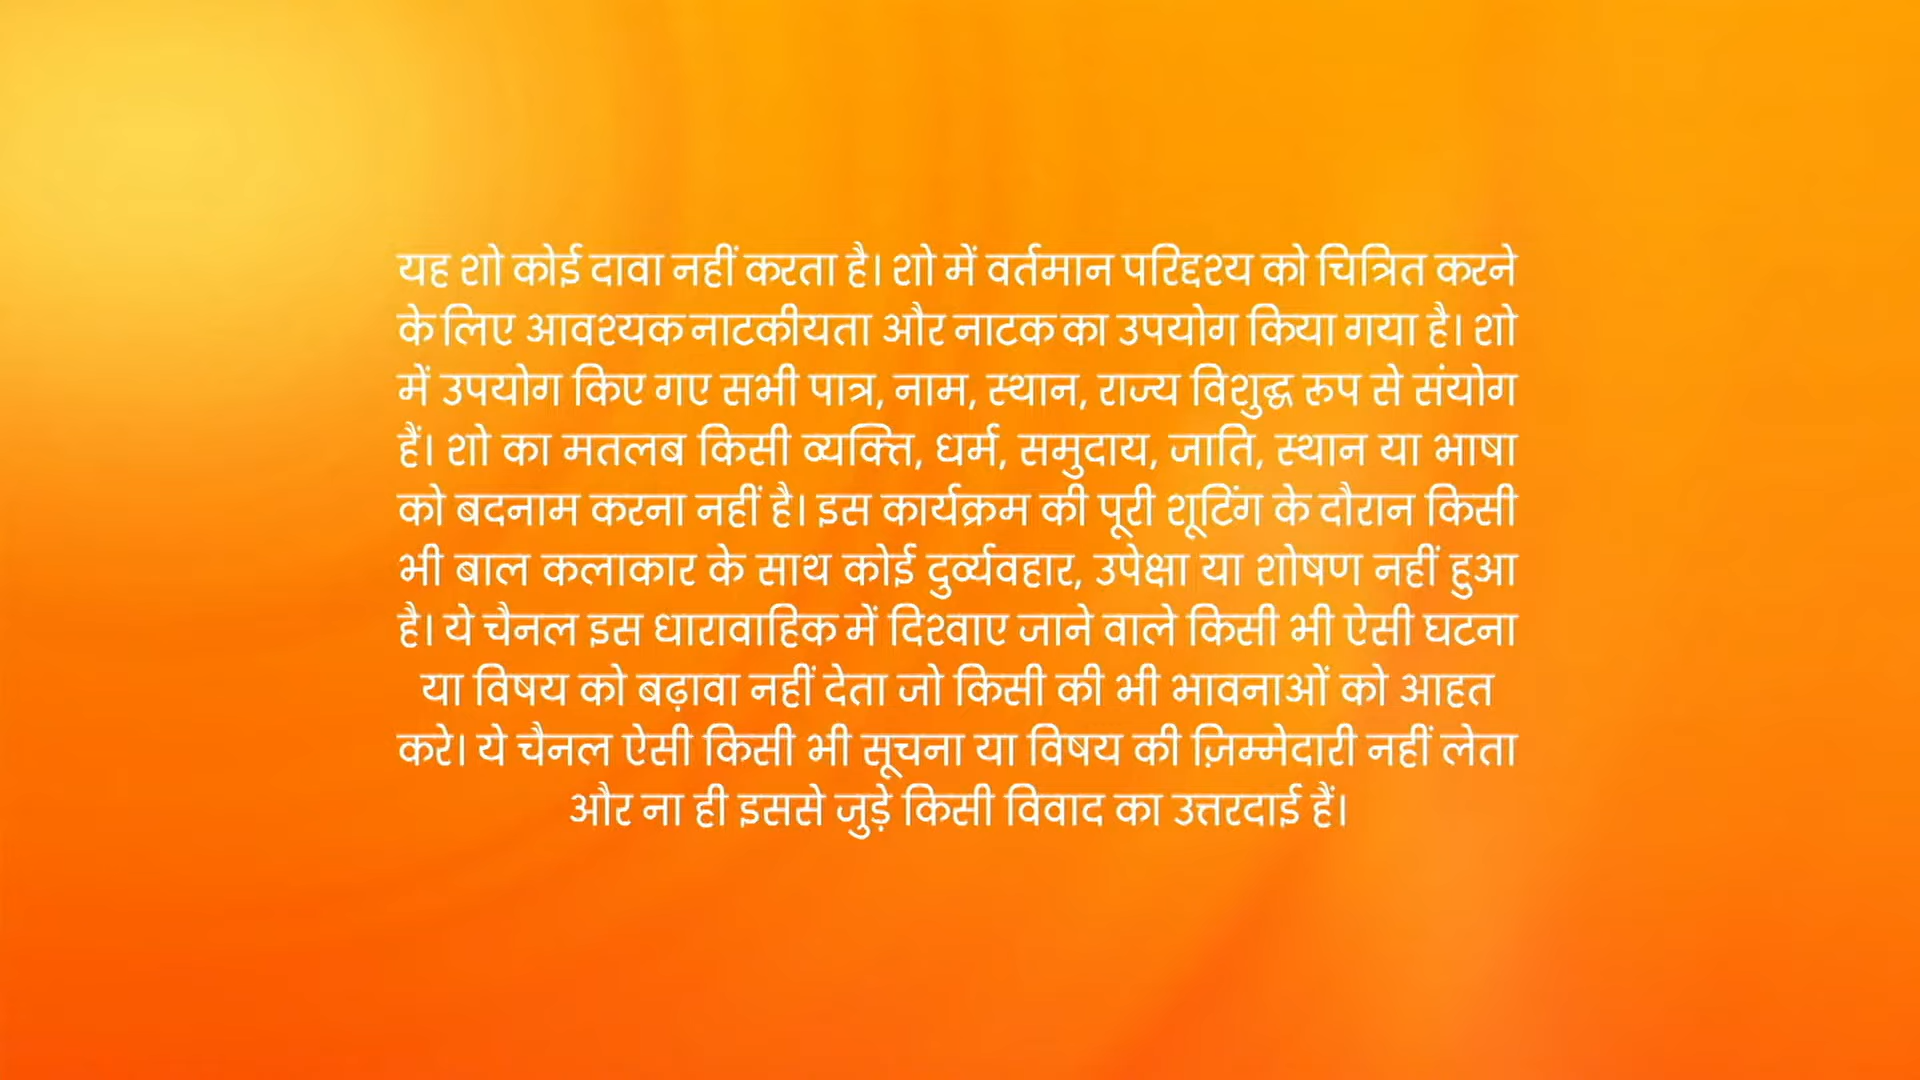 यह शो कोई दावा नहीं करता है। शो में वर्तमान परिदृश्य को चित्रित करने
के लिए आवश्यक नाटकीयता और नाटक का उपयोग किया गया है। शो
में उपयोग किए गए सभी पात्र, नाम, स्थान, राज्य विशुद्ध रुप से संयोग
हैं। शो का मतलब किसी व्यक्ति, धर्म, समुदाय, जाति, स्थान या भाषा
को बदनाम करना नहीं है। इस कार्यक्रम की पूरी शूटिंग के दौरान किसी
भी बाल कलाकार के साथ कोई दुर्व्यवहार, उपेक्षा या शोषण नहीं हुआ
है। ये चैनल इस धारावाहिक में दिखाए जाने वाले किसी भी ऐसी घटना
या विषय को बढ़ावा नहीं देता जो किसी की भी भावनाओं को आहत
करे। ये चैनल ऐसी किसी भी सूचना या विषय की ज़िम्मेदारी नहीं लेता
और ना ही इससे जुड़े किसी विवाद का उत्तरदाई हैं।